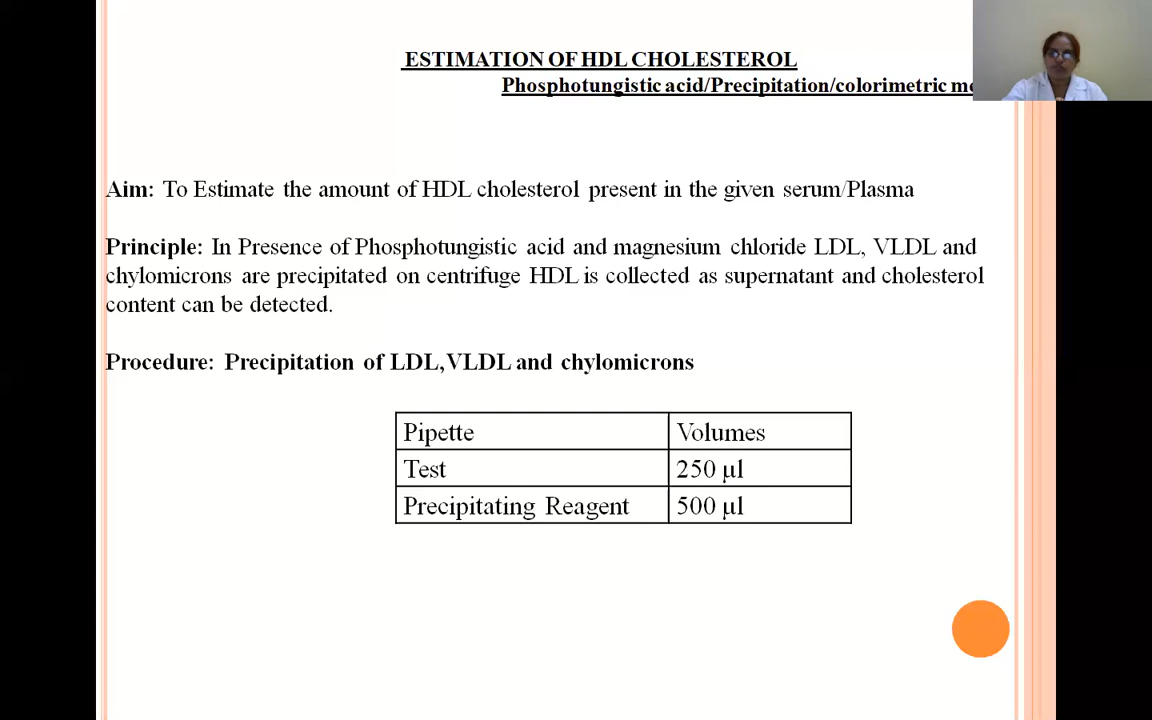 ESTIMATION OF HDL CHOLESTEROL
Phosphotungistic acid/Precipitation/colorimetric
Aim: To Estimate the amount of HDL cholesterol present in the given serum/Plasma
Principle: In Presence of Phosphotungistic acid and magnesium chloride LDL, VLDL and
chylomicrons are precipitated on centrifuge HDL is collected as supernatant and cholesterol
content can be detected.
Procedure: Precipitation of LDL,VLDL and chylomicrons
Pipette Volumes
Test 250 µl
Precipitating Reagent 500 µl